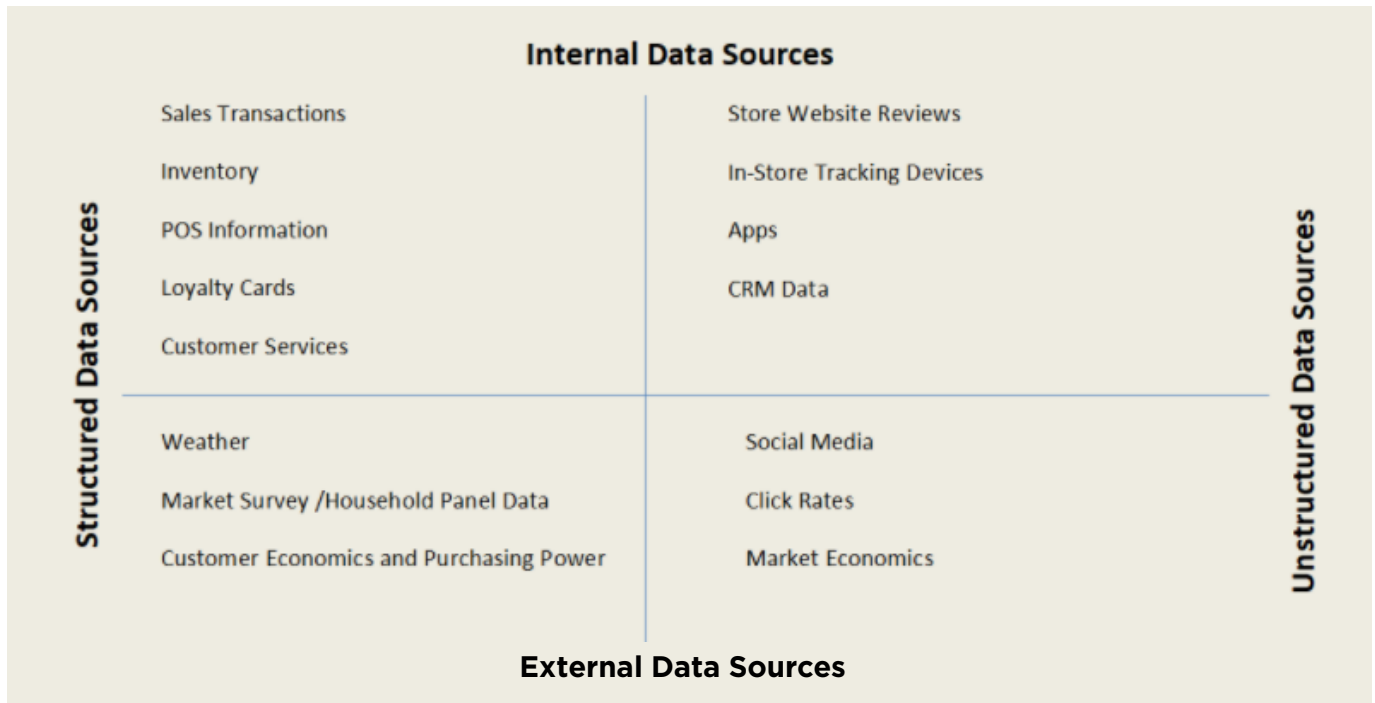 Internal Data Sources
Sales Transactions
Inventory
POS Information
Loyalty Cards
Customer Services
Store Website Reviews
In-Store Tracking Devices
Apps
CRM Data
Structured Data Sources
Unstructured Data Sources
Weather
Market Survey /Household Panel Data
Customer Economics and Purchasing Power
Social Media
Click Rates
Market Economics
External Data Sources